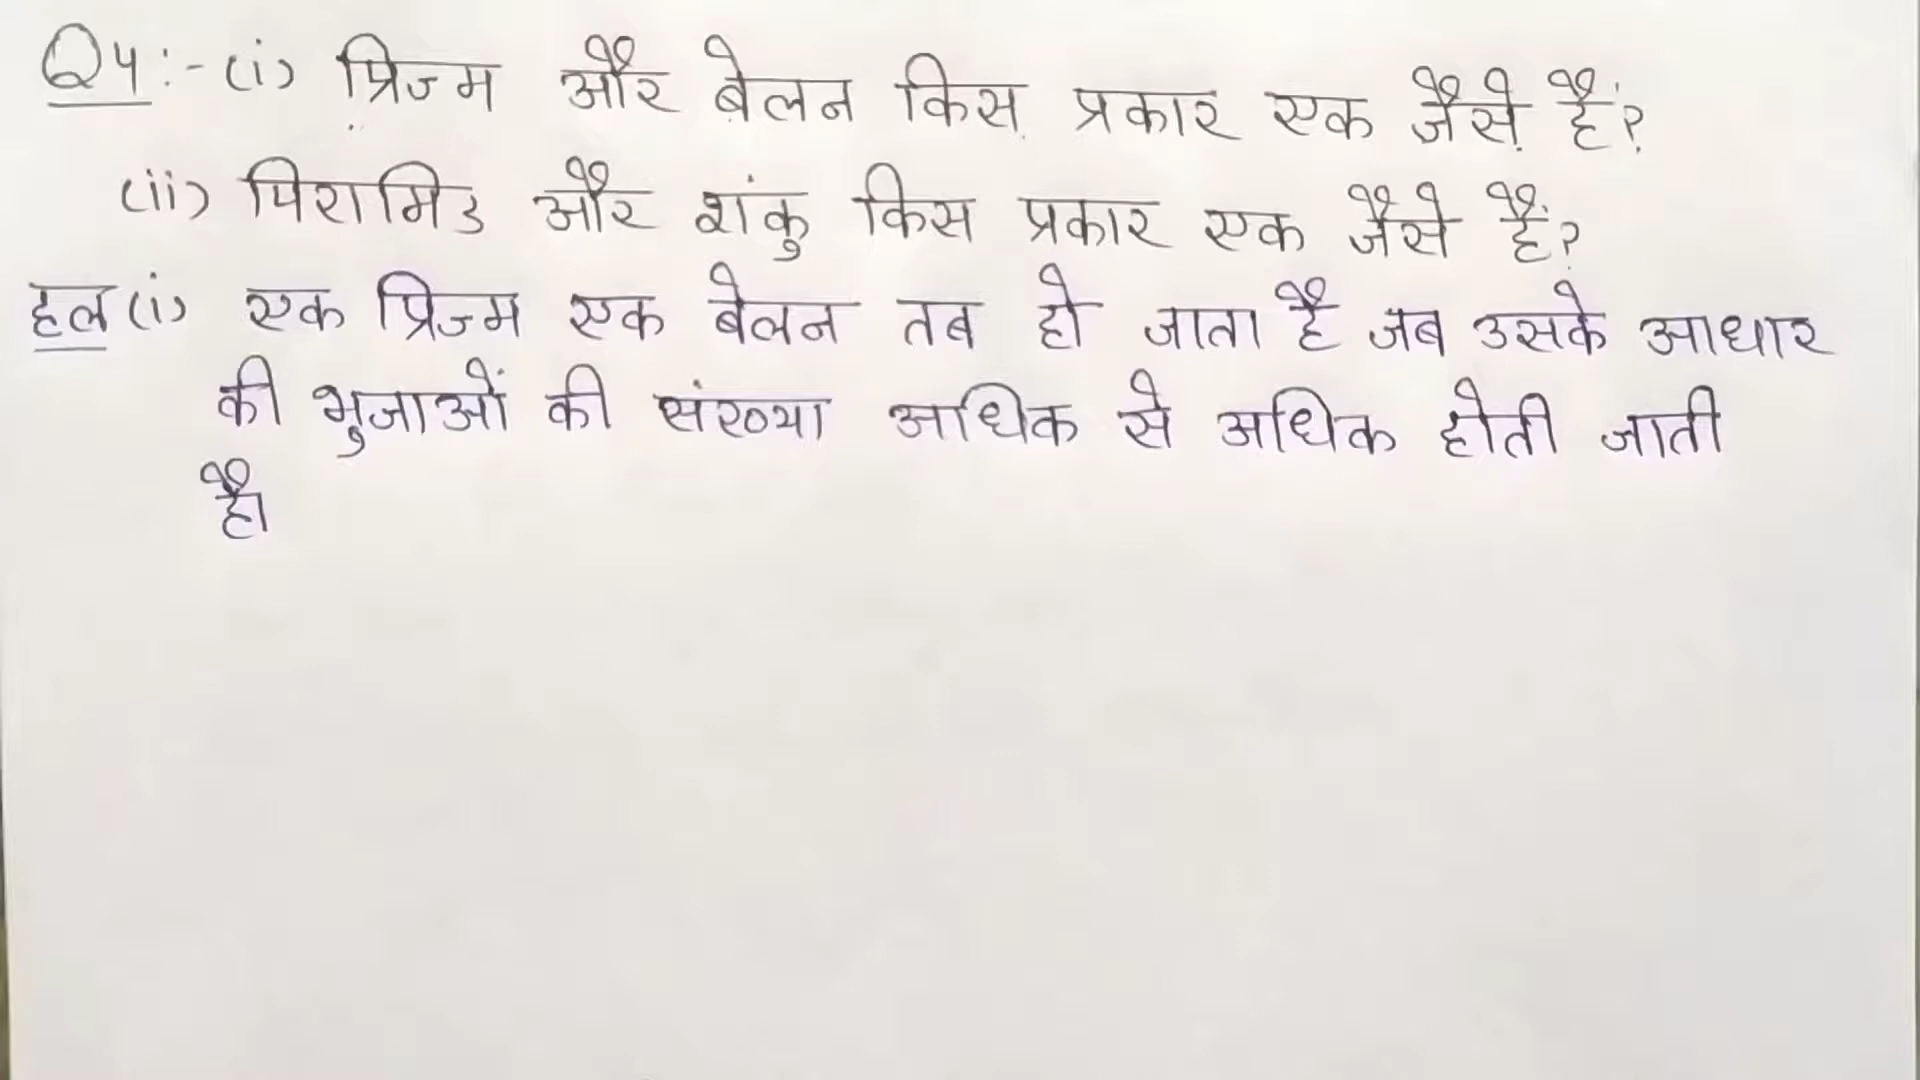 Q4:- (i) प्रिज्म और बेलन किस प्रकार एक जैसे हैं?
(ii) पिरामिड और शंकु किस प्रकार एक जैसे हैं?
हल (i) एक प्रिज्म एक बेलन तब हो जाता है जब उसके आधार
की भुजाओं की संख्या अधिक से अधिक होती जाती
है।